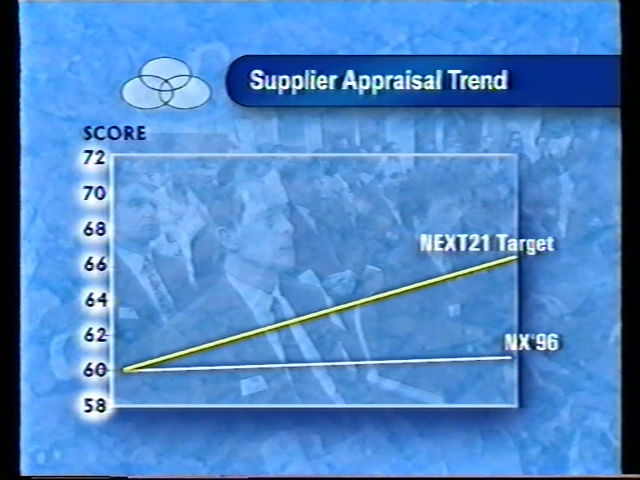 Supplier Appraisal Trend
SCORE
72
70
68
NEXT21 Target
66
64
62
NX'96
60
58